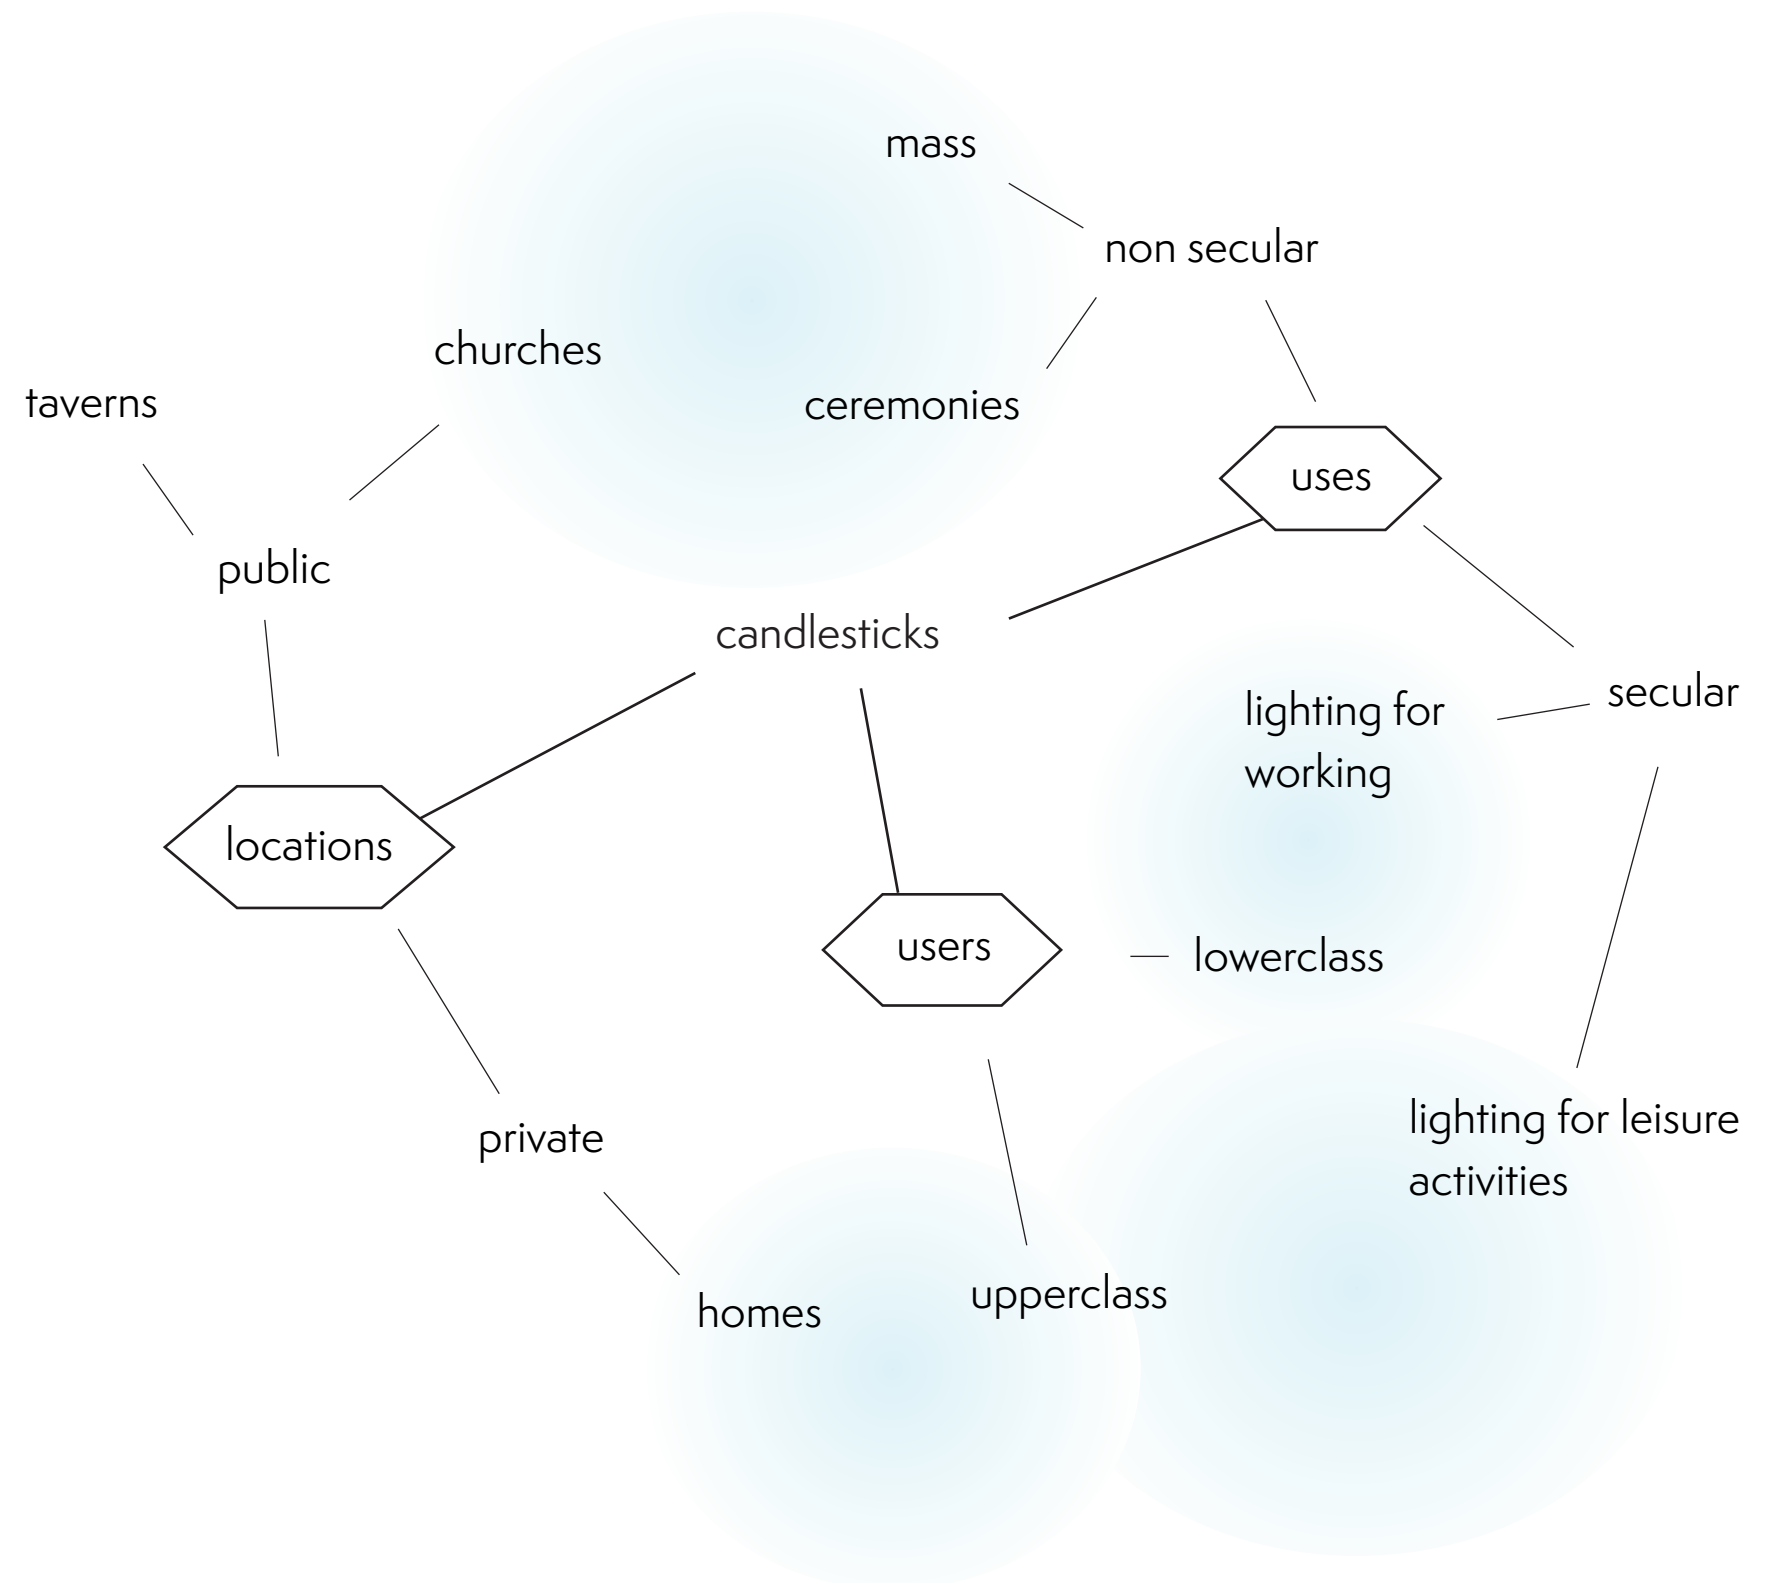 mass
non secular
churches
taverns
ceremonies
uses
public
candlesticks
secular
lighting for
working
locations
users
lowerclass
lighting for leisure
activities
private
upperclass
homes